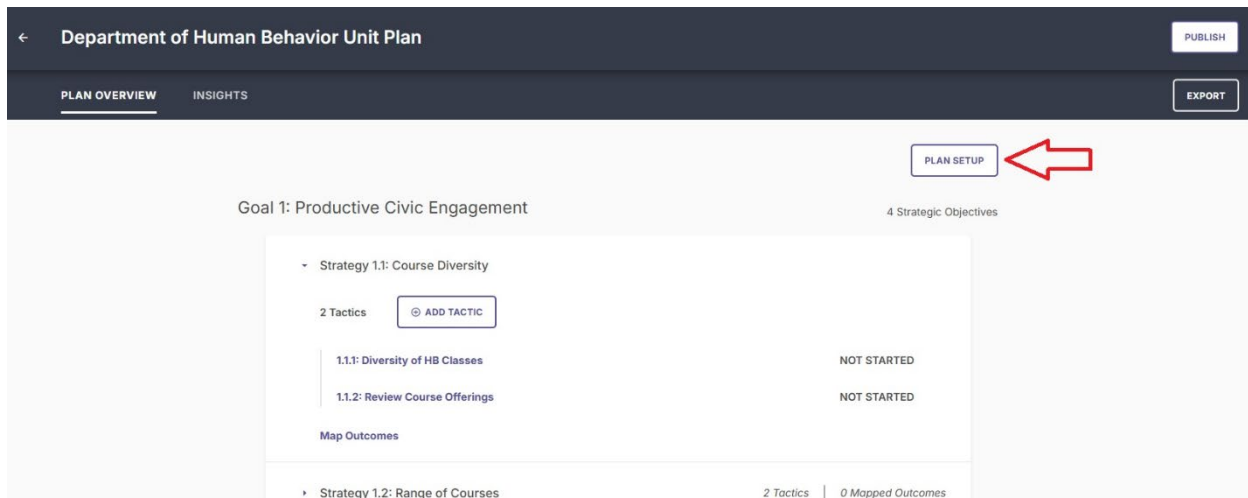 Department of Human Behavior Unit Plan
PUBLISH
PLAN OVERVIEW INSIGHTS
EXPORT
PLAN SETUP
Goal 1: Productive Civic Engagement
4 Strategic Objectives
Strategy 1.1: Course Diversity
2 Tactics ADD TACTIC
1.1.1: Diversity of HB Classes NOT STARTED
1.1.2: Review Course Offerings NOT STARTED
Map Outcomes
Strategy 1.2: Range of Courses 2 Tactics | 0 Mapped Outcomes